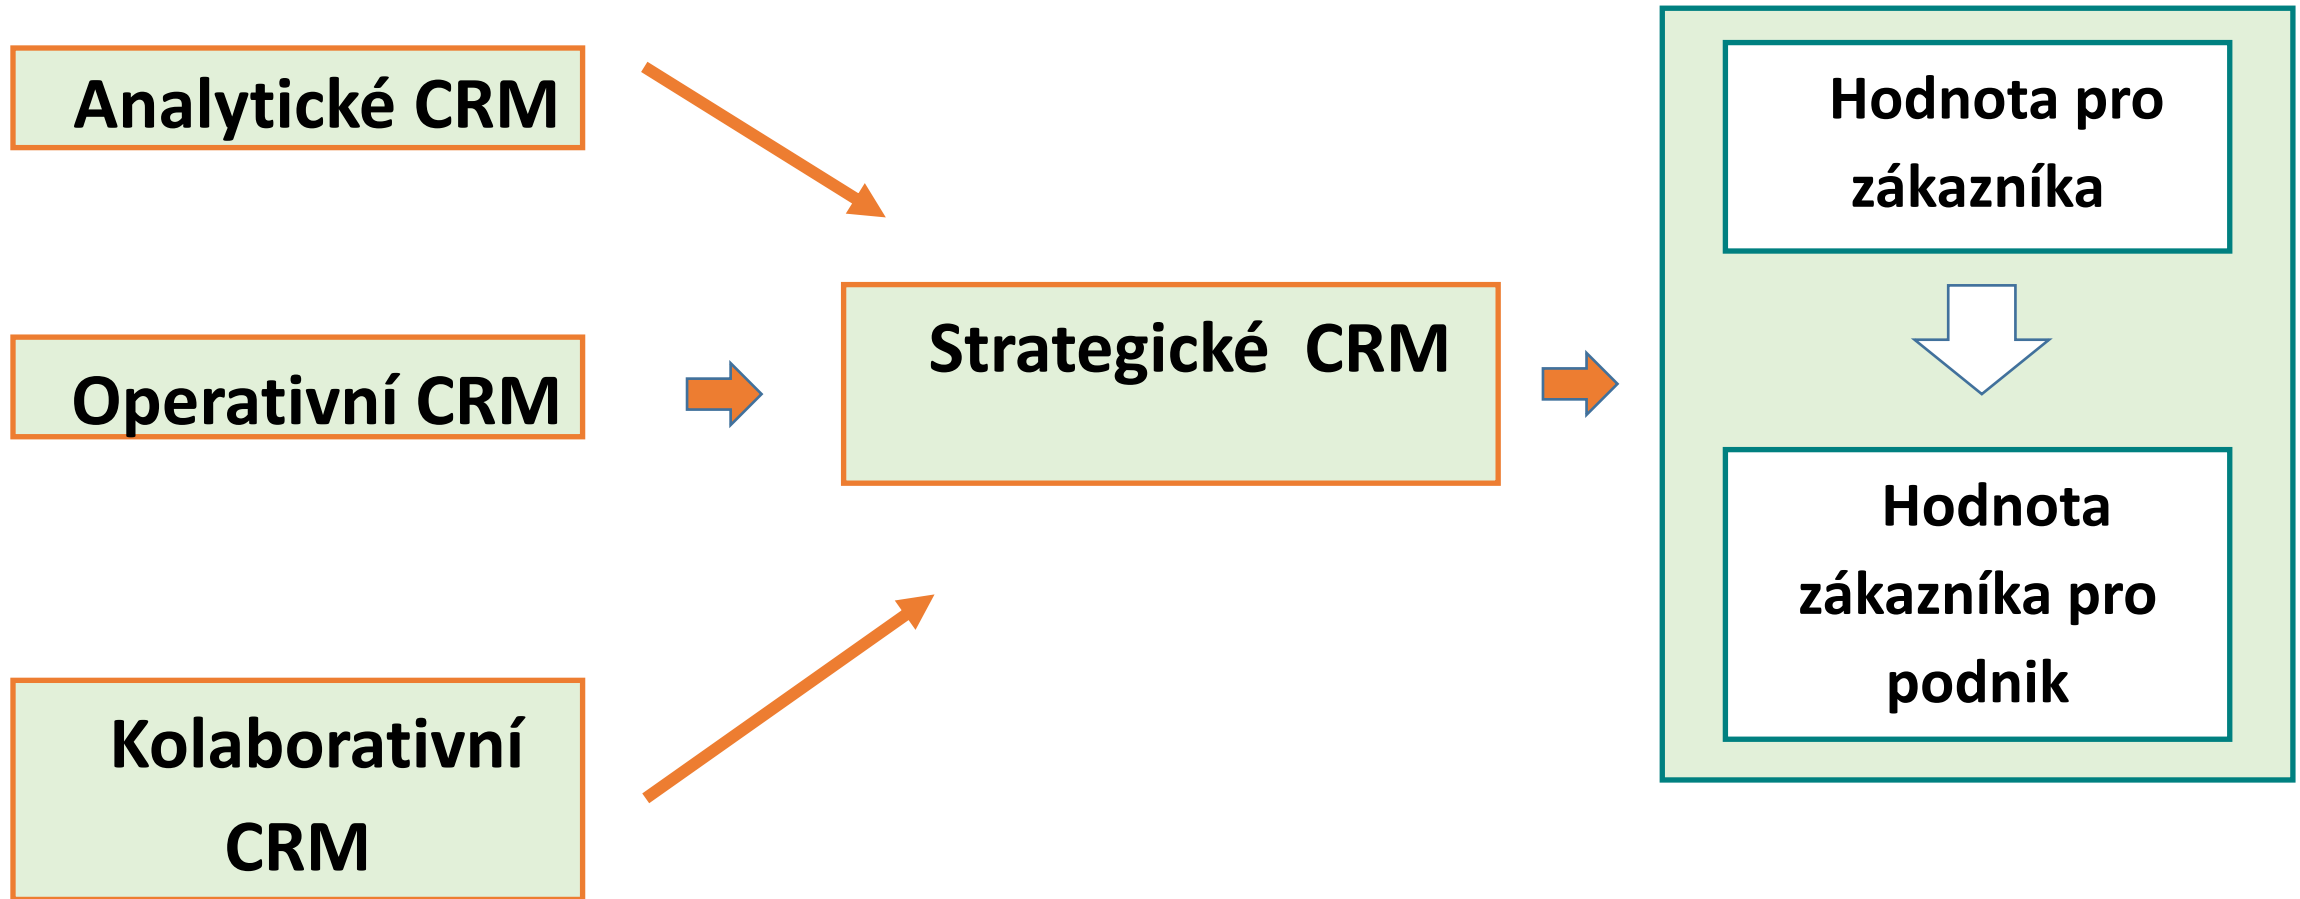 Analytické CRM
Operativní CRM
Kolaborativní
CRM
Strategické CRM
Hodnota pro
zákazníka
Hodnota
zákazníka pro
podnik